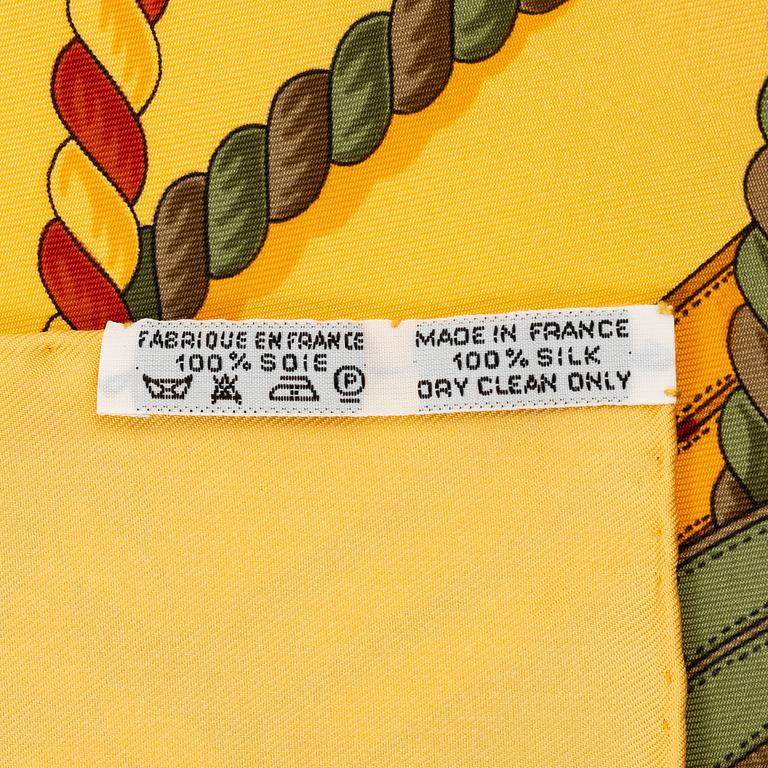 FABRIQUE EN FRANCE
100% SOIE
P
MADE IN FRANCE
100% SILK
DRY CLEAN ONLY